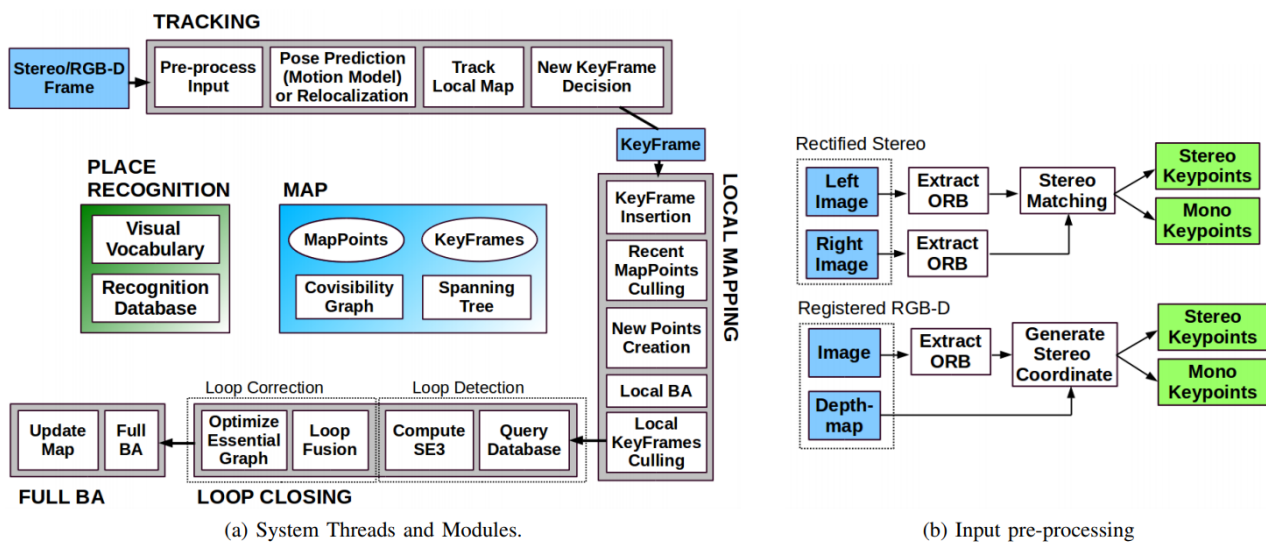 TRACKING
Stereo/RGB-D
Frame
Pre-process
Input
Pose Prediction
(Motion Model)
or Relocalization
Track
Local Map
New KeyFrame
Decision
KeyFrame
PLACE
RECOGNITION
Visual
Vocabulary
Recognition
Database
MAP
MapPoints
KeyFrames
Covisibility
Graph
Spanning
Tree
LOCAL MAPPING
KeyFrame
Insertion
Recent
MapPoints
Culling
New Points
Creation
Local BA
Local
KeyFrames
Culling
Loop Correction
Loop Detection
Optimize
Essential
Graph
Loop
Fusion
Compute
SE3
Query
Database
Update
Map
Full
BA
FULL BA
LOOP CLOSING
(a) System Threads and Modules.
Rectified Stereo
Left
Image
Extract
ORB
Stereo
Matching
Stereo
Keypoints
Mono
Keypoints
Right
Image
Extract
ORB
Registered RGB-D
Image
Extract
ORB
Generate
Stereo
Coordinate
Stereo
Keypoints
Mono
Keypoints
Depth-
map
(b) Input pre-processing